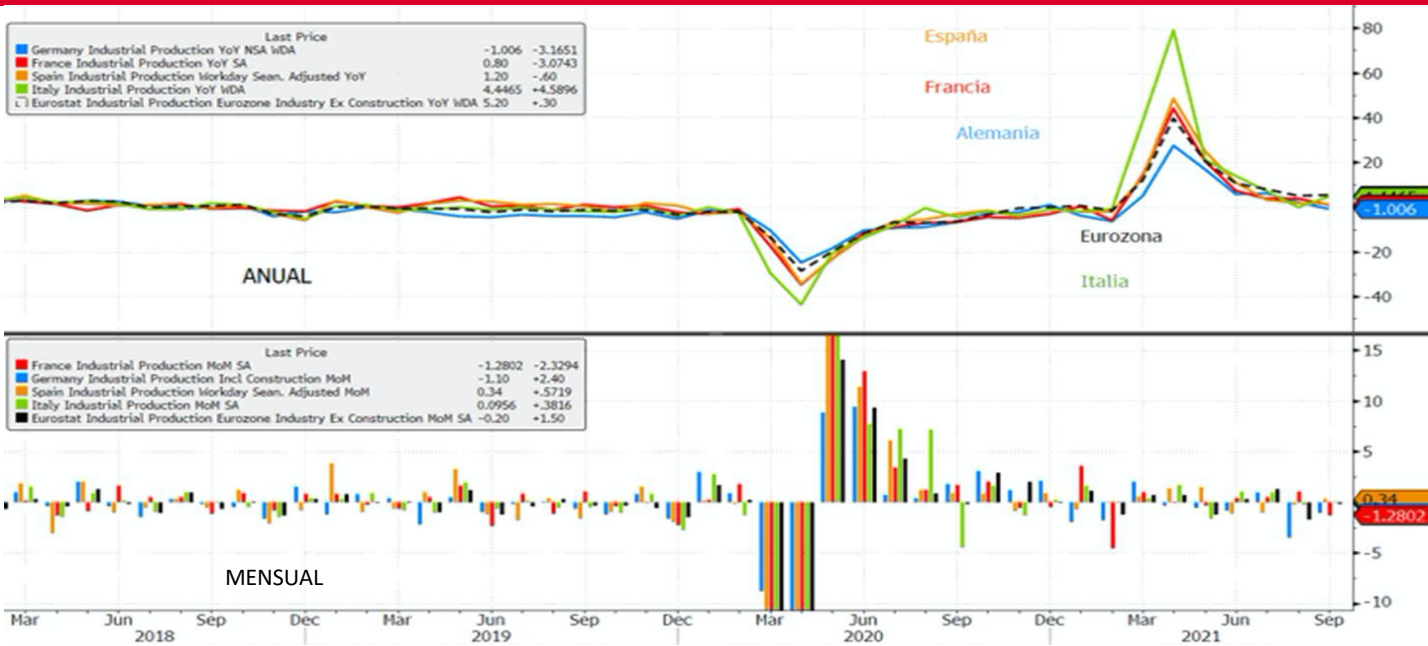 Last Price
Germany Industrial Production YoY NSA WDA -1.006 -3.1651
France Industrial Production YoY SA 0.80 -3.0743
Spain Industrial Production Workday Sean. Adjusted YoY 1.20 -.60
Italy Industrial Production YoY WDA 4.4465 +4.5896
Eurostat Industrial Production Eurozone Industry Ex Construction YoY WDA 5.20 +.30
España
Francia
Alemania
Eurozona
Italia
ANUAL
80
60
40
20
-1.006
-20
-40
Last Price
France Industrial Production MoM SA -1.2802 -2.3294
Germany Industrial Production Incl Construction MoM -1.10 +2.40
Spain Industrial Production Workday Sean. Adjusted MoM 0.34 +.5719
Italy Industrial Production MoM SA 0.0956 +.3816
Eurostat Industrial Production Eurozone Industry Ex Construction MoM SA -0.20 +1.50
MENSUAL
15
10
5
0.34
-1.2802
-5
-10
Mar Jun Sep Dec Mar Jun Sep Dec Mar Jun Sep Dec Mar Jun Sep
2018 2019 2020 2021